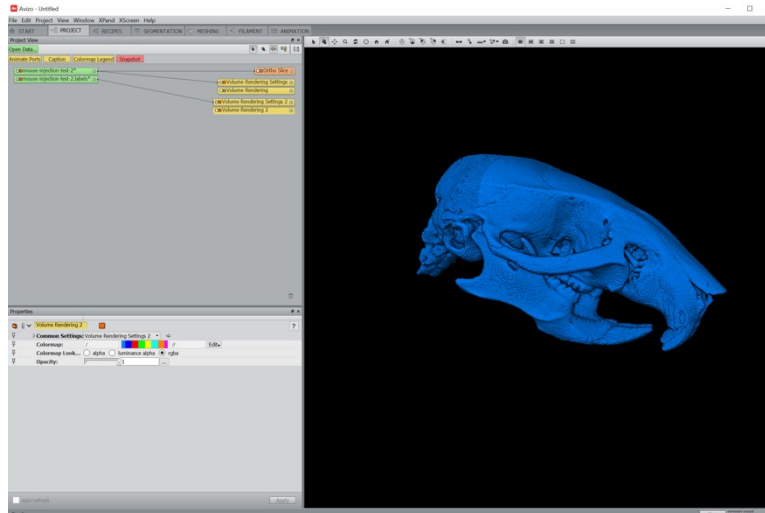 Avizo - Untitled
File Edit Project View Window XPand XScreen Help
START PROJECT RECIPES SEGMENTATION MESHING FILAMENT ANIMATION
Project View
Open Data...
Animate Ports Caption Colormap Legend Snapshot
mouse-injection-test-2* Ortho Slice
mouse-injection-test-2.labels* Volume Rendering Settings
Volume Rendering
Volume Rendering Settings 2
Volume Rendering 2
Properties
Volume Rendering 2 ?
Common Settings: Volume Rendering Settings 2
Colormap: Edit
Colormap Look... alpha luminance alpha rgba
Opacity: 1 ...
auto-refresh Apply